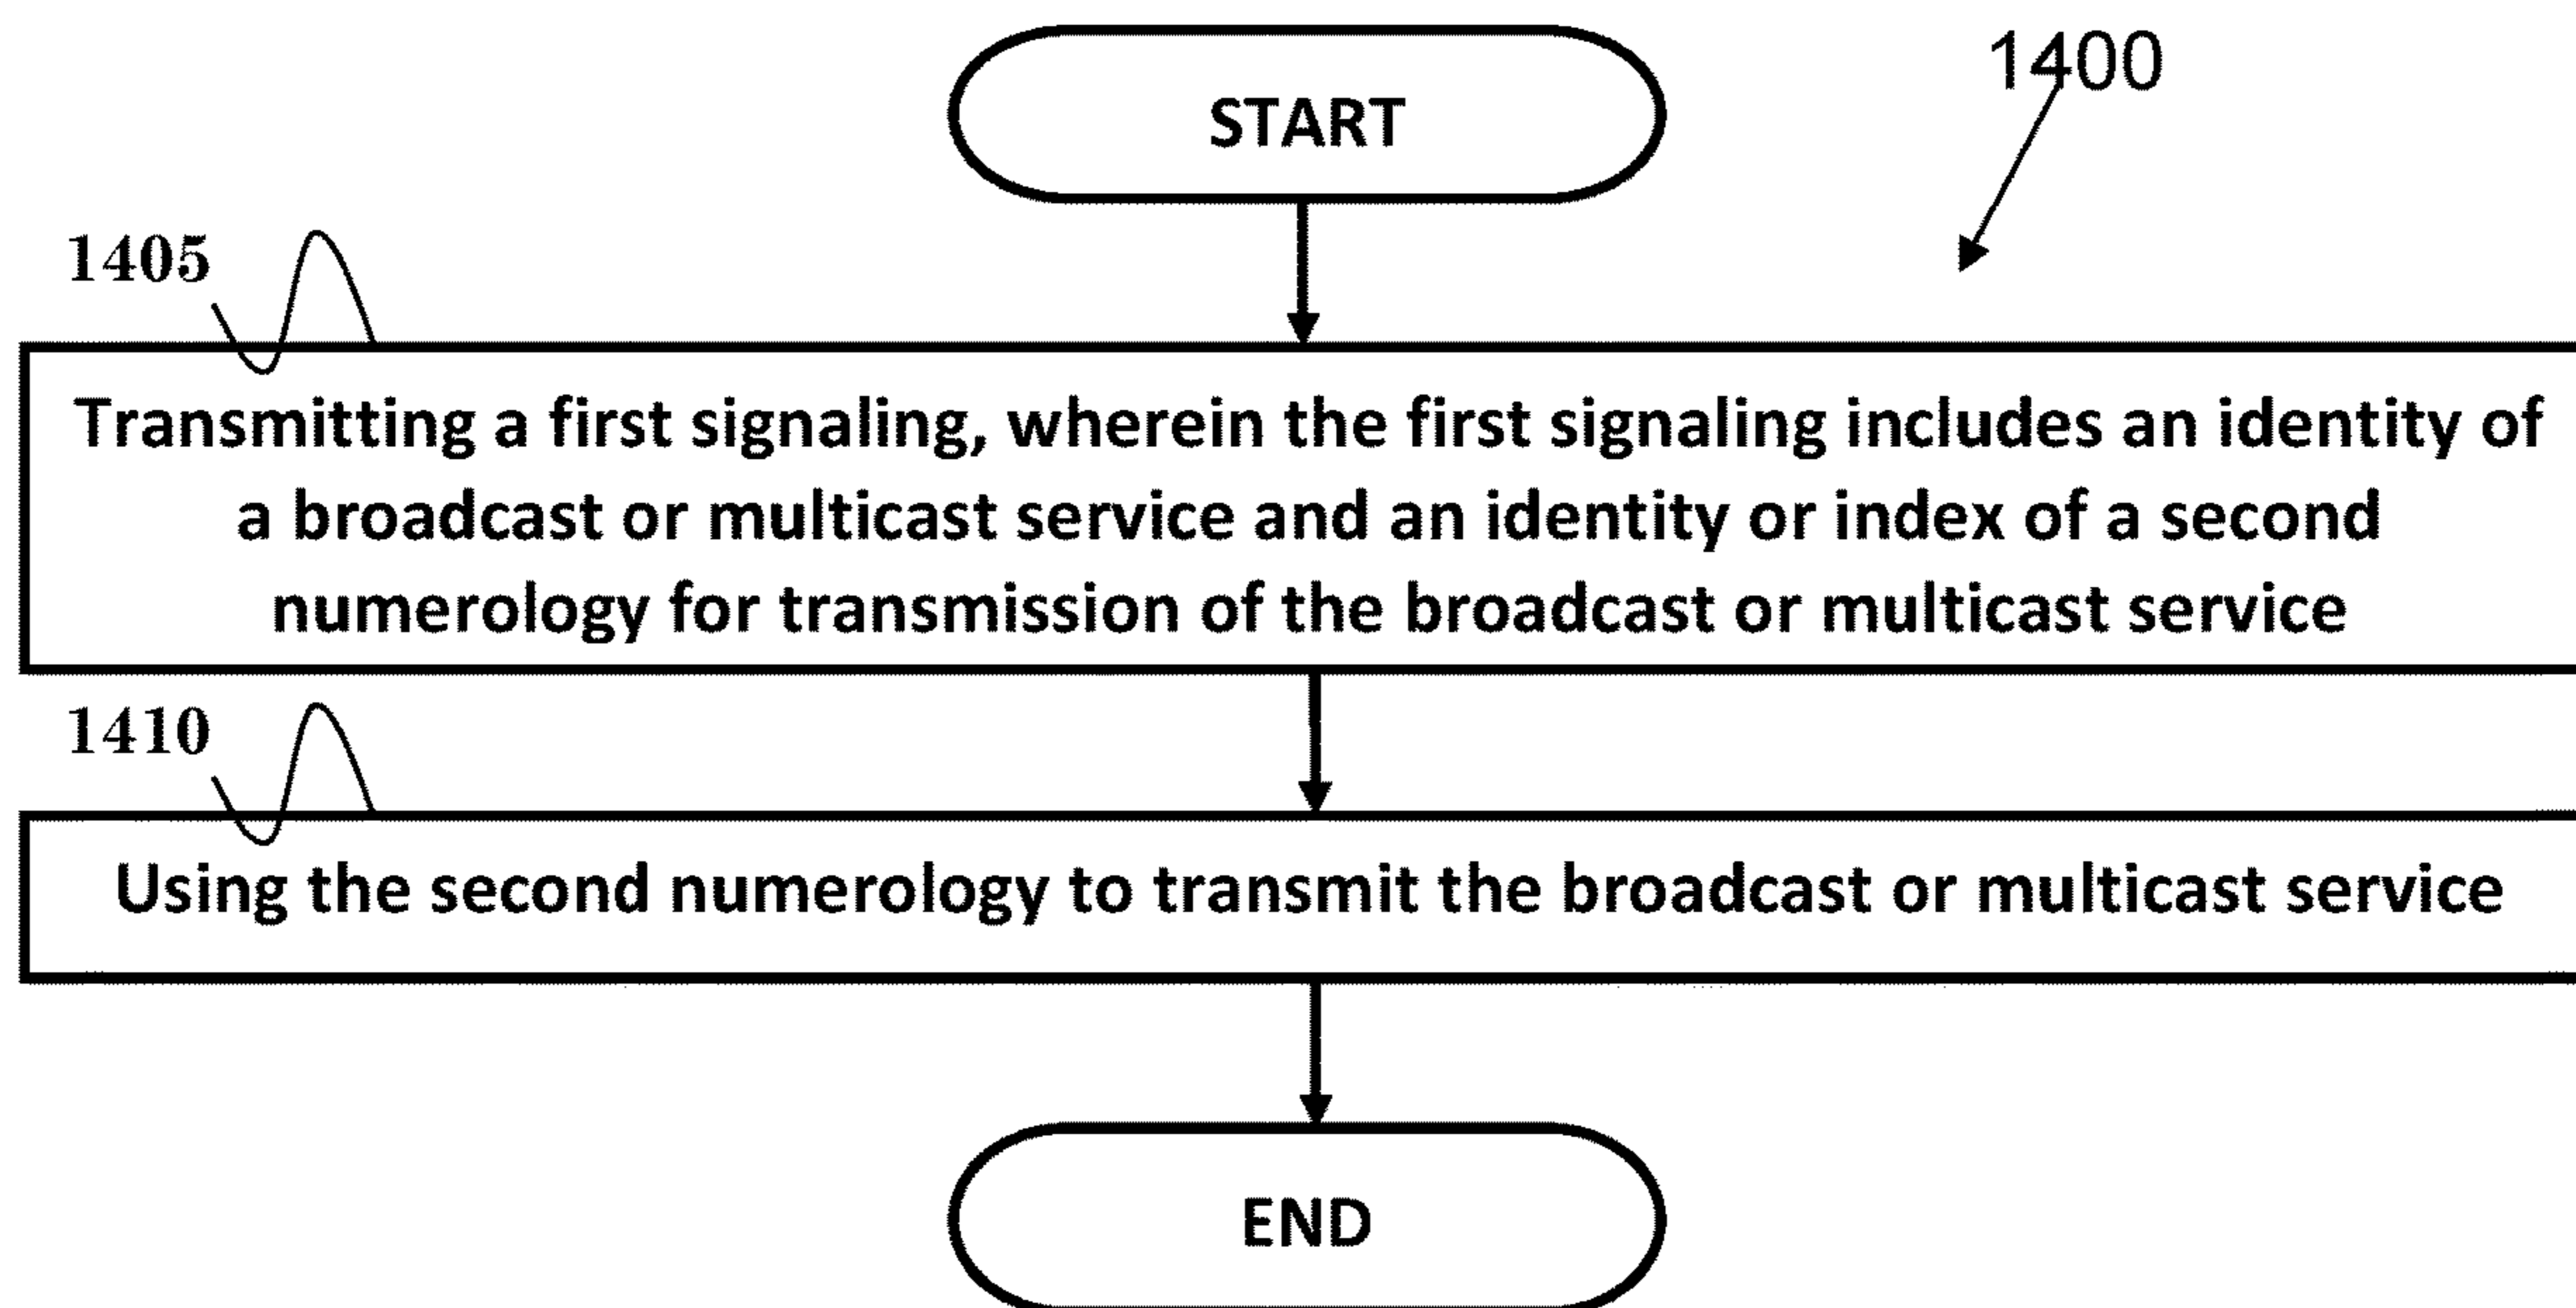 START
1400
1405
Transmitting a first signaling, wherein the first signaling includes an identity of
a broadcast or multicast service and an identity or index of a second
numerology for transmission of the broadcast or multicast service
1410
Using the second numerology to transmit the broadcast or multicast service
END